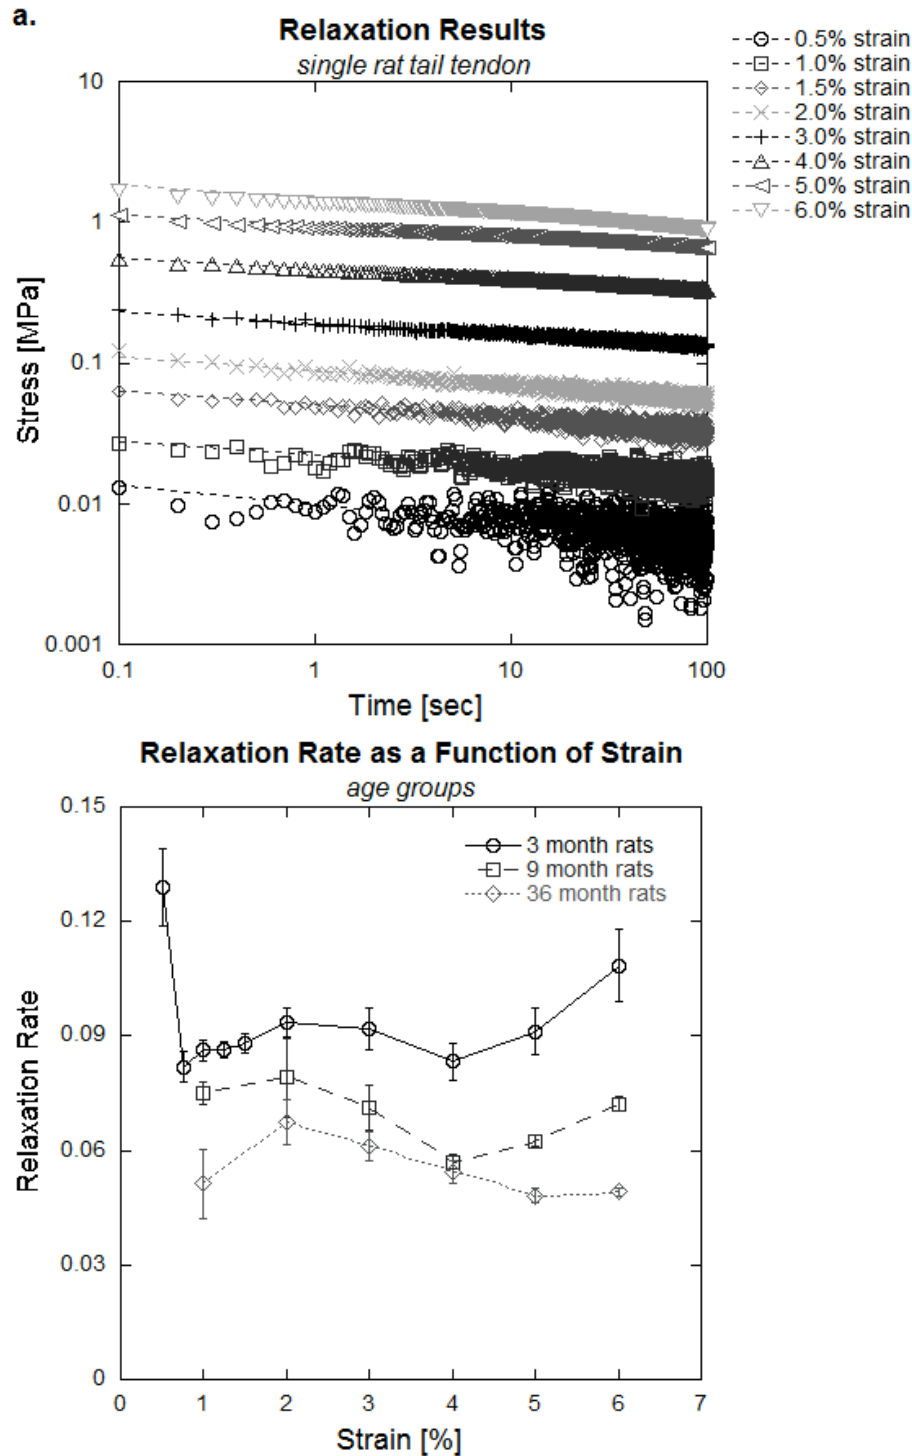 a.
Relaxation Results
single rat tail tendon
0.5% strain
1.0% strain
1.5% strain
2.0% strain
3.0% strain
4.0% strain
5.0% strain
6.0% strain
10
1
0.1
0.01
0.001
Stress [MPa]
0.1 1 10 100
Time [sec]
Relaxation Rate as a Function of Strain
age groups
3 month rats
9 month rats
36 month rats
0.15
0.12
0.09
0.06
0.03
0
Relaxation Rate
0 1 2 3 4 5 6 7
Strain [%]